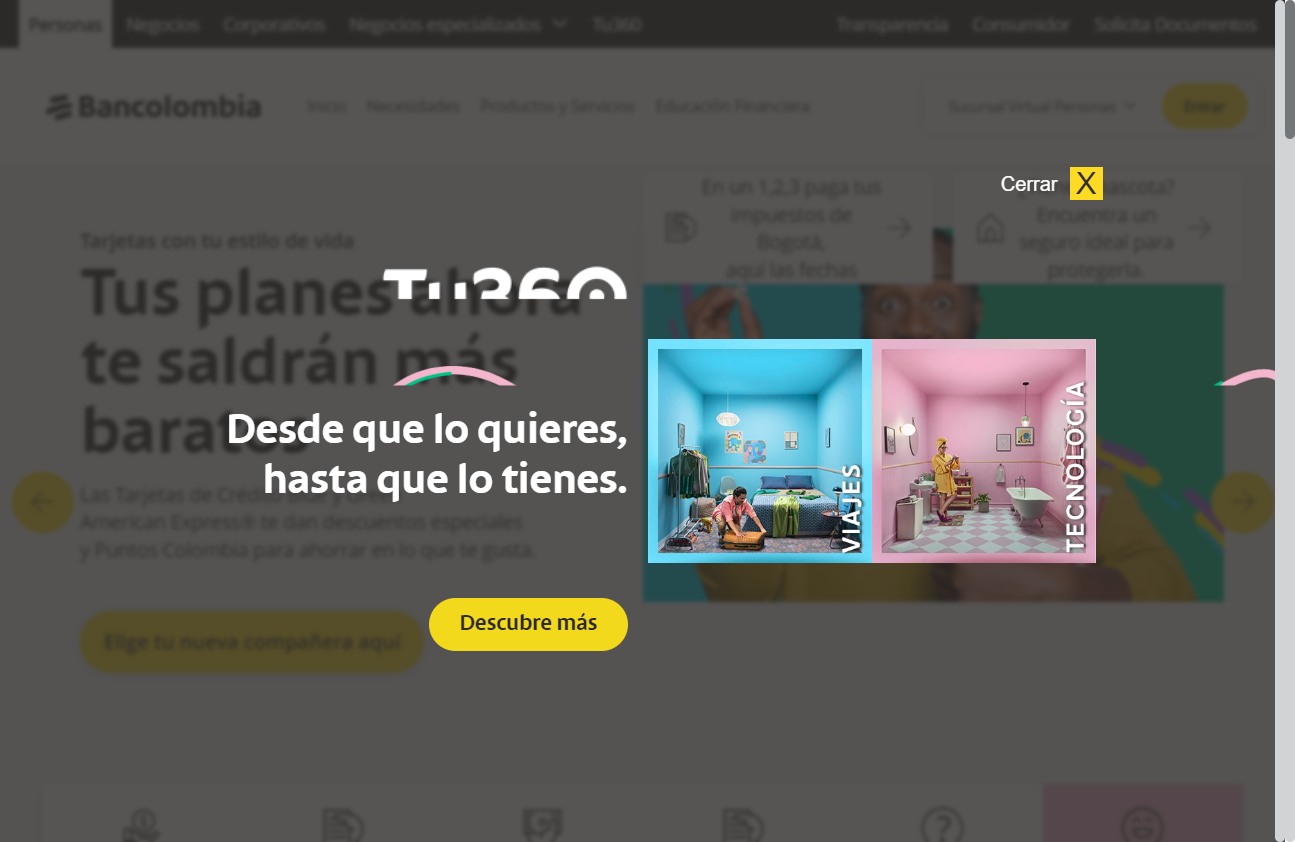 Personas Negocios Corporativos Negocios especializados Tu360 Transparencia Consumidor Solicita Documentos
Bancolombia Inicio Necesidades Productos y Servicios Educación Financiera Sucursal Virtual Personas Entrar
Cerrar X
En un 1,2,3 paga tus
impuestos de
Bogotá,
aquí las fechas
mascota?
Encuentra un
seguro ideal para
protegerla.
Tarjetas con tu estilo de vida
Tus planes ahora
te saldrán más
baratos
Tu360
Desde que lo quieres,
hasta que lo tienes.
VIAJES
TECNOLOGÍA
Las Tarjetas de Crédito
American Express® te dan descuentos especiales
y Puntos Colombia para ahorrar en lo que te gusta.
Descubre más
Elige tu nueva compañera aquí